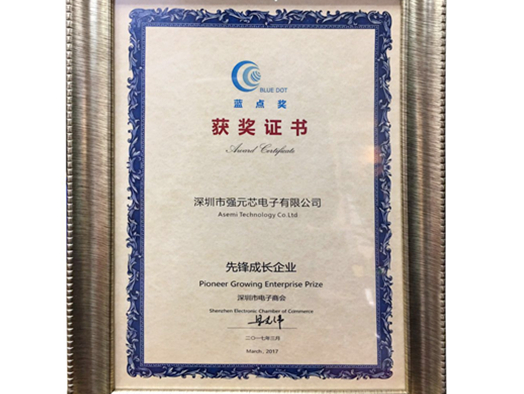 BLUE DOT
蓝点奖
获奖证书
Award Certificate
深圳市强元芯电子有限公司
Asemi Technology Co.Ltd
先锋成长企业
Pioneer Growing Enterprise Prize
深圳市电子商会
Shenzhen Electronic Chamber of Commerce
二〇一七年三月
March, 2017